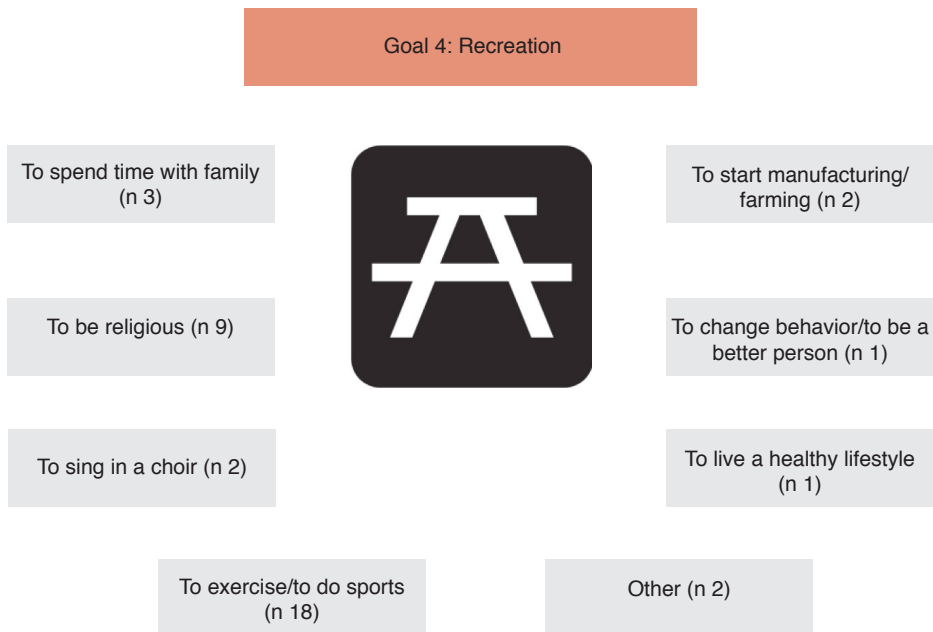 Goal 4: Recreation
To spend time with family
(n 3)
To start manufacturing/
farming (n 2)
To be religious (n 9)
To change behavior/to be a
better person (n 1)
To sing in a choir (n 2)
To live a healthy lifestyle
(n 1)
To exercise/to do sports
(n 18)
Other (n 2)